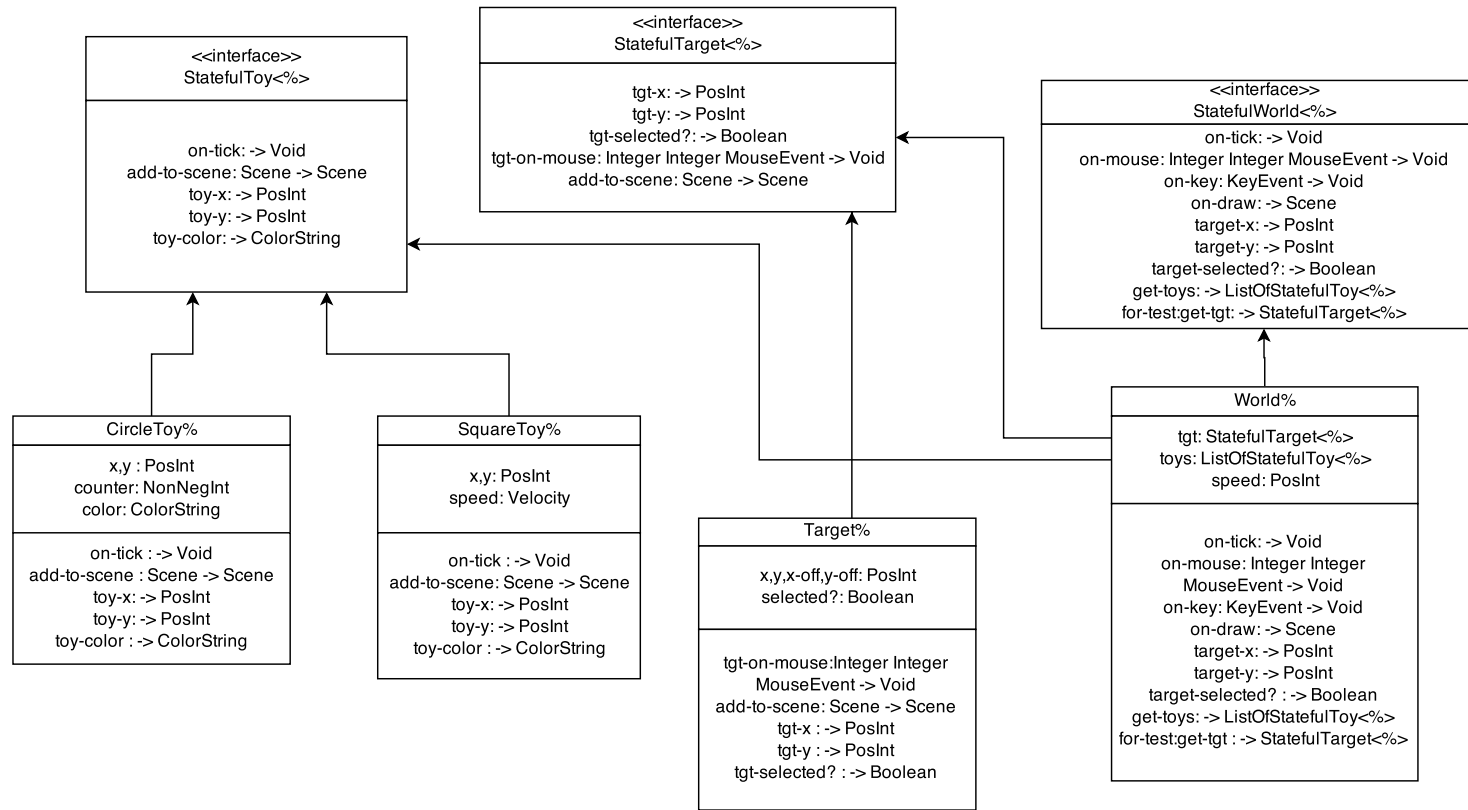 <<interface>>
StatefulToy<%>
on-tick: -> Void
add-to-scene: Scene -> Scene
toy-x: -> PosInt
toy-y: -> PosInt
toy-color: -> ColorString
<<interface>>
StatefulTarget<%>
tgt-x: -> PosInt
tgt-y: -> PosInt
tgt-selected?: -> Boolean
tgt-on-mouse: Integer Integer MouseEvent -> Void
add-to-scene: Scene -> Scene
<<interface>>
StatefulWorld<%>
on-tick: -> Void
on-mouse: Integer Integer MouseEvent -> Void
on-key: KeyEvent -> Void
on-draw: -> Scene
target-x: -> PosInt
target-y: -> PosInt
target-selected?: -> Boolean
get-toys: -> ListOfStatefulToy<%>
for-test:get-tgt: -> StatefulTarget<%>
CircleToy%
x,y : PosInt
counter: NonNegInt
color: ColorString
on-tick : -> Void
add-to-scene : Scene -> Scene
toy-x: -> PosInt
toy-y: -> PosInt
toy-color : -> ColorString
SquareToy%
x,y: PosInt
speed: Velocity
on-tick : -> Void
add-to-scene: Scene -> Scene
toy-x: -> PosInt
toy-y: -> PosInt
toy-color : -> ColorString
Target%
x,y,x-off,y-off: PosInt
selected?: Boolean
tgt-on-mouse:Integer Integer
MouseEvent -> Void
add-to-scene: Scene -> Scene
tgt-x : -> PosInt
tgt-y : -> PosInt
tgt-selected? : -> Boolean
World%
tgt: StatefulTarget<%>
toys: ListOfStatefulToy<%>
speed: PosInt
on-tick: -> Void
on-mouse: Integer Integer
MouseEvent -> Void
on-key: KeyEvent -> Void
on-draw: -> Scene
target-x: -> PosInt
target-y: -> PosInt
target-selected? : -> Boolean
get-toys: -> ListOfStatefulToy<%>
for-test:get-tgt : -> StatefulTarget<%>